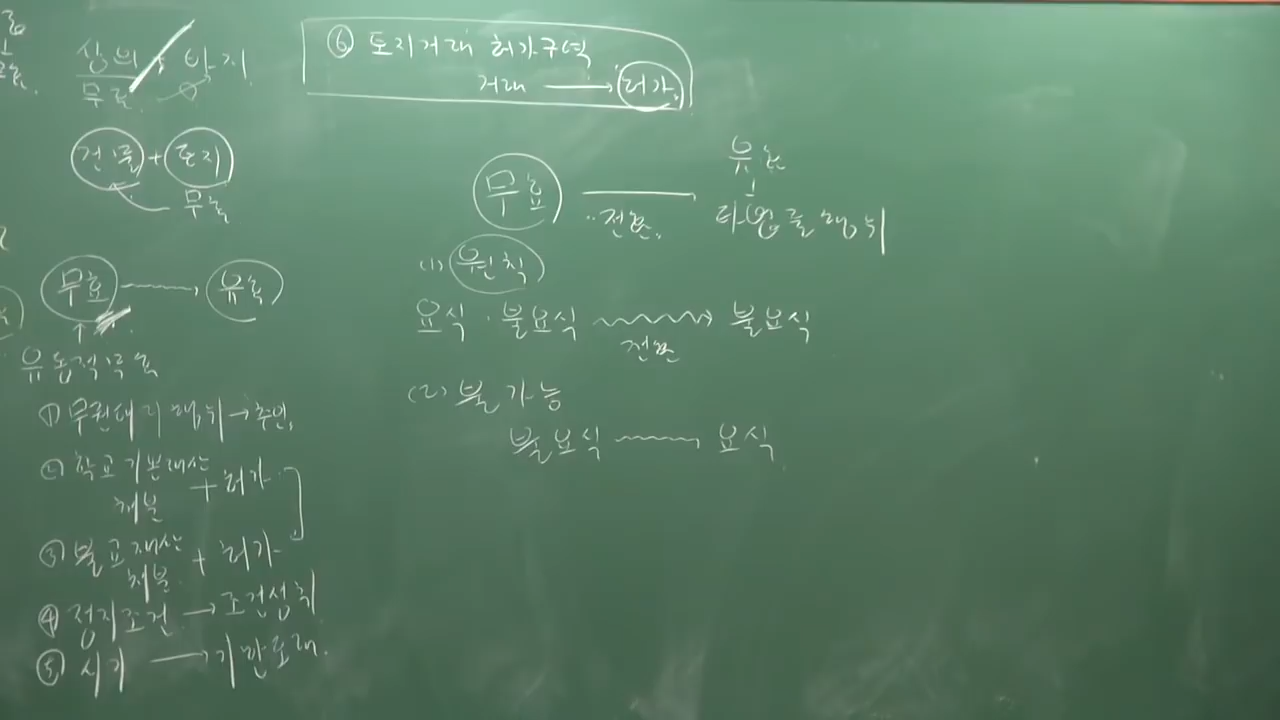 상의
무효
건물 + 토지
무효
무효 → 유효
↑
유동적무효
① 무권대리행위 → 추인
② 학교기본재산 + 허가
처분
③ 불교재산 + 허가
처분
④ 정지조건 → 조건성취
⑤ 시기 → 기한도래.
⑥ 토지거래 허가구역
거래 → 허가
유효
무효 → 다른법률행위
전환
(1) 원칙
요식 · 불요식 → 불요식
전환
(2) 불가능
불요식 → 요식